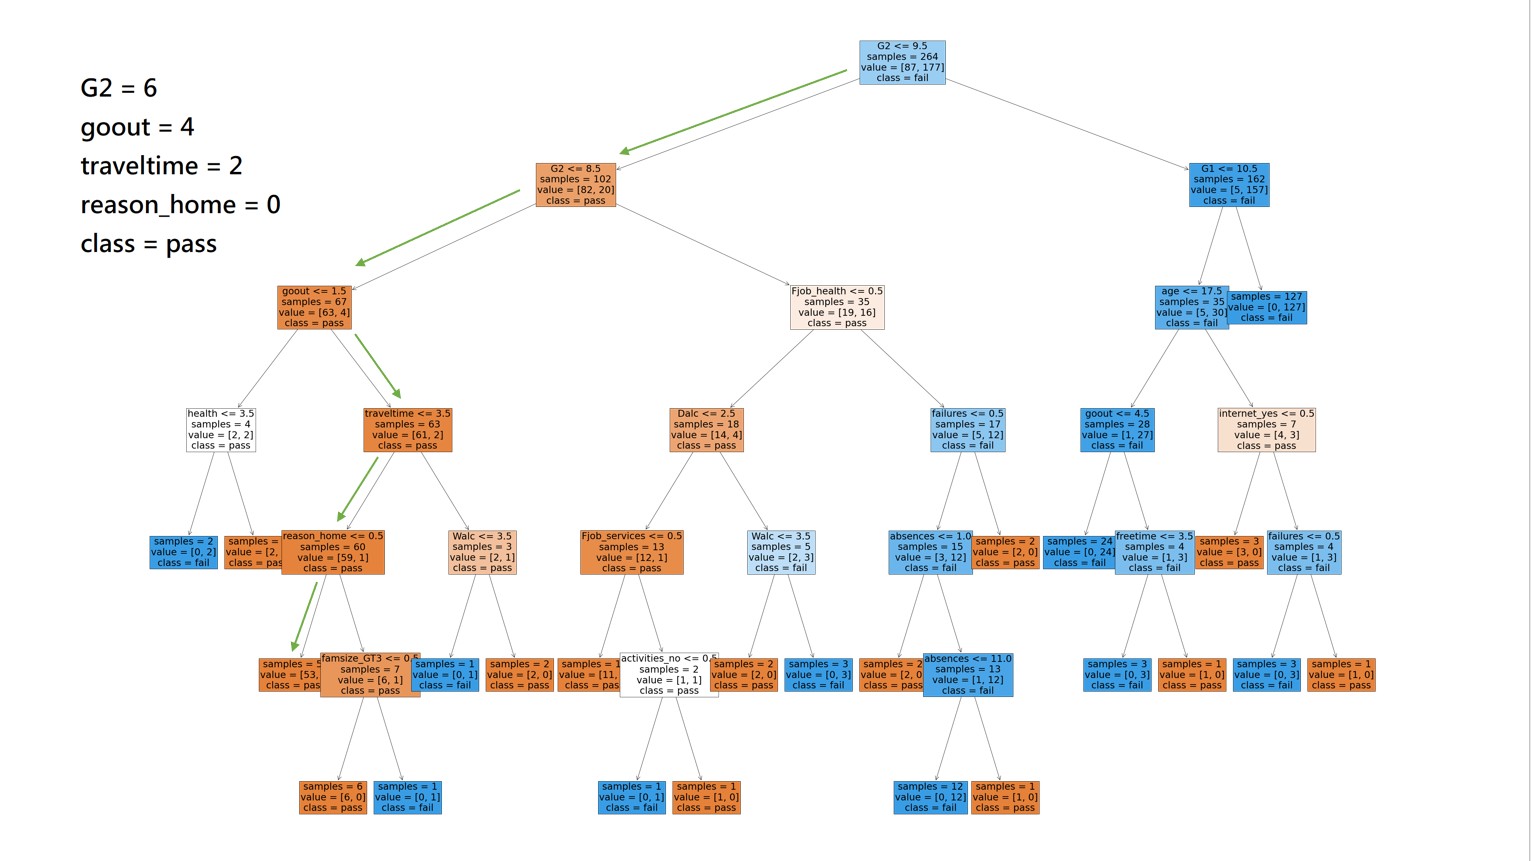 G2 = 6
goout = 4
traveltime = 2
reason_home = 0
class = pass
G2 <= 9.5
samples = 264
value = [87, 177]
class = fail
G2 <= 8.5
samples = 102
value = [82, 20]
class = pass
G1 <= 10.5
samples = 162
value = [5, 157]
class = fail
goout <= 1.5
samples = 67
value = [63, 4]
class = pass
Fjob_health <= 0.5
samples = 35
value = [19, 16]
class = pass
age <= 17.5
samples = 35
value = [5, 30]
class = fail
samples = 127
value = [0, 127]
class = fail
health <= 3.5
samples = 4
value = [2, 2]
class = pass
traveltime <= 3.5
samples = 63
value = [61, 2]
class = pass
Dalc <= 2.5
samples = 18
value = [14, 4]
class = pass
failures <= 0.5
samples = 17
value = [5, 12]
class = fail
goout <= 4.5
samples = 28
value = [1, 27]
class = fail
internet_yes <= 0.5
samples = 7
value = [4, 3]
class = pass
samples = 2
value = [0, 2]
class = fail
samples =
value = [2,
class =
reason_home <= 0.5
samples = 60
value = [59, 1]
class = pass
Walc <= 3.5
samples = 3
value = [2, 1]
class = pass
Fjob_services <= 0.5
samples = 13
value = [12, 1]
class = pass
Walc <= 3.5
samples = 5
value = [2, 3]
class = fail
absences <= 1.0
samples = 15
value = [3, 12]
class = fail
samples = 2
value = [2, 0]
class = pass
samples = 24
value = [0, 24]
class = fail
freetime <= 3.5
samples = 4
value = [1, 3]
class = fail
samples = 3
value = [3, 0]
class = pass
failures <= 0.5
samples = 4
value = [1, 3]
class = fail
samples = 5
value = [53,
class =
famsize_GT3 <= 0.5
samples = 7
value = [6, 1]
class = pass
samples = 1
value = [0, 1]
class = fail
samples = 2
value = [2, 0]
class = pass
samples = 1
value = [11,
class =
activities_no <= 0.5
samples = 2
value = [1, 1]
class = pass
samples = 2
value = [2, 0]
class = pass
samples = 3
value = [0, 3]
class = fail
samples = 2
value = [2, 0
class = pass
absences <= 11.0
samples = 13
value = [1, 12]
class = fail
samples = 3
value = [0, 3]
class = fail
samples = 1
value = [1, 0]
class = pass
samples = 3
value = [0, 3]
class = fail
samples = 1
value = [1, 0]
class = pass
samples = 6
value = [6, 0]
class = pass
samples = 1
value = [0, 1]
class = fail
samples = 1
value = [0, 1]
class = fail
samples = 1
value = [1, 0]
class = pass
samples = 12
value = [0, 12]
class = fail
samples = 1
value = [1, 0]
class = pass